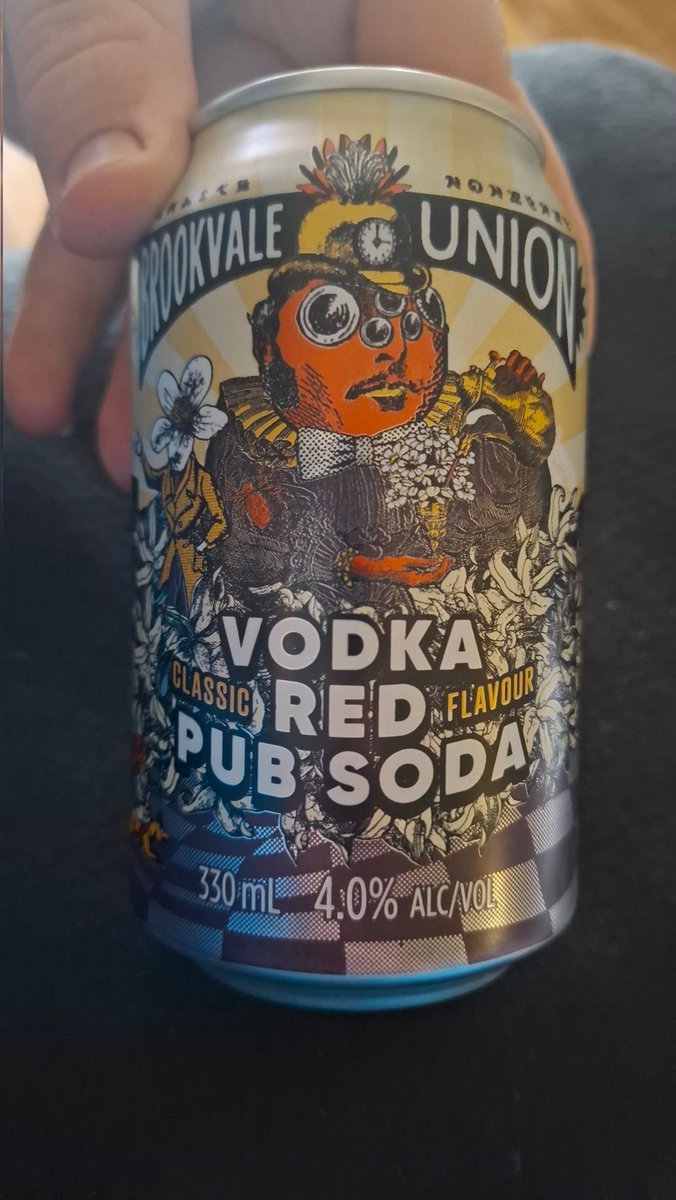 BROOKVALE UNION
VODKA
CLASSIC RED FLAVOUR
PUB SODA
330 mL 4.0% ALC/VOL